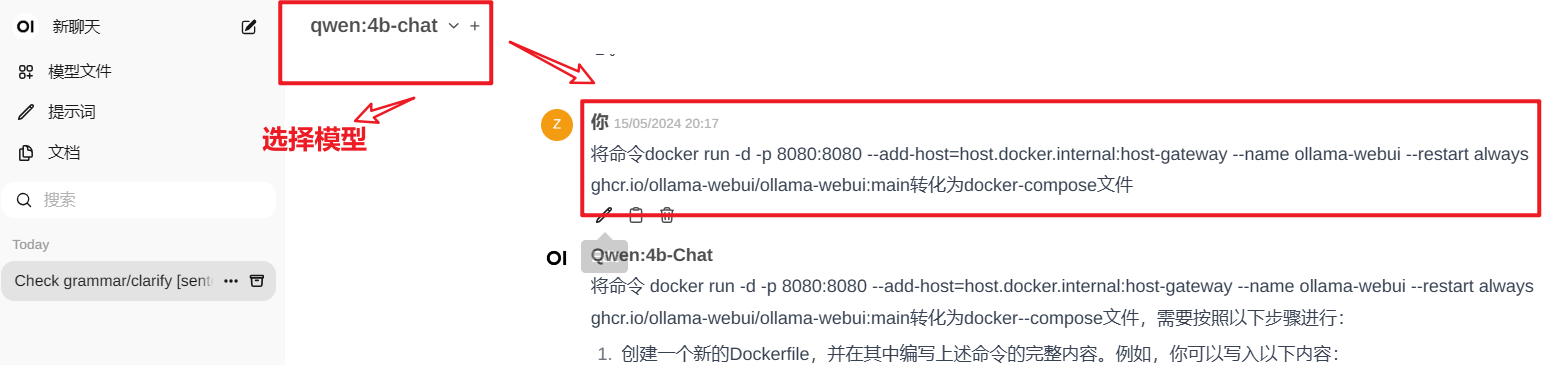 OI 新聊天
模型文件
提示词
文档
搜索
Today
Check grammar/clarify [sent
qwen:4b-chat
选择模型
Z
你 15/05/2024 20:17
将命令docker run -d -p 8080:8080 --add-host=host.docker.internal:host-gateway --name ollama-webui --restart always
ghcr.io/ollama-webui/ollama-webui:main转化为docker-compose文件
OI Qwen:4b-Chat
将命令 docker run -d -p 8080:8080 --add-host=host.docker.internal:host-gateway --name ollama-webui --restart always
ghcr.io/ollama-webui/ollama-webui:main转化为docker--compose文件，需要按照以下步骤进行：
1. 创建一个新的Dockerfile，并在其中编写上述命令的完整内容。例如，你可以写入以下内容：